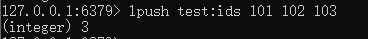 127.0.0.1:6379> lpush test:ids 101 102 103
(integer) 3